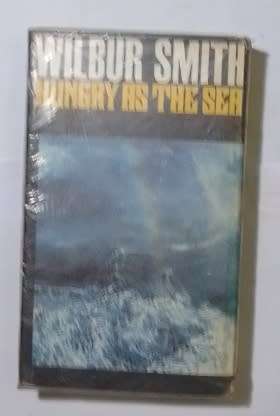 WILBUR SMITH
HUNGRY AS THE SEA